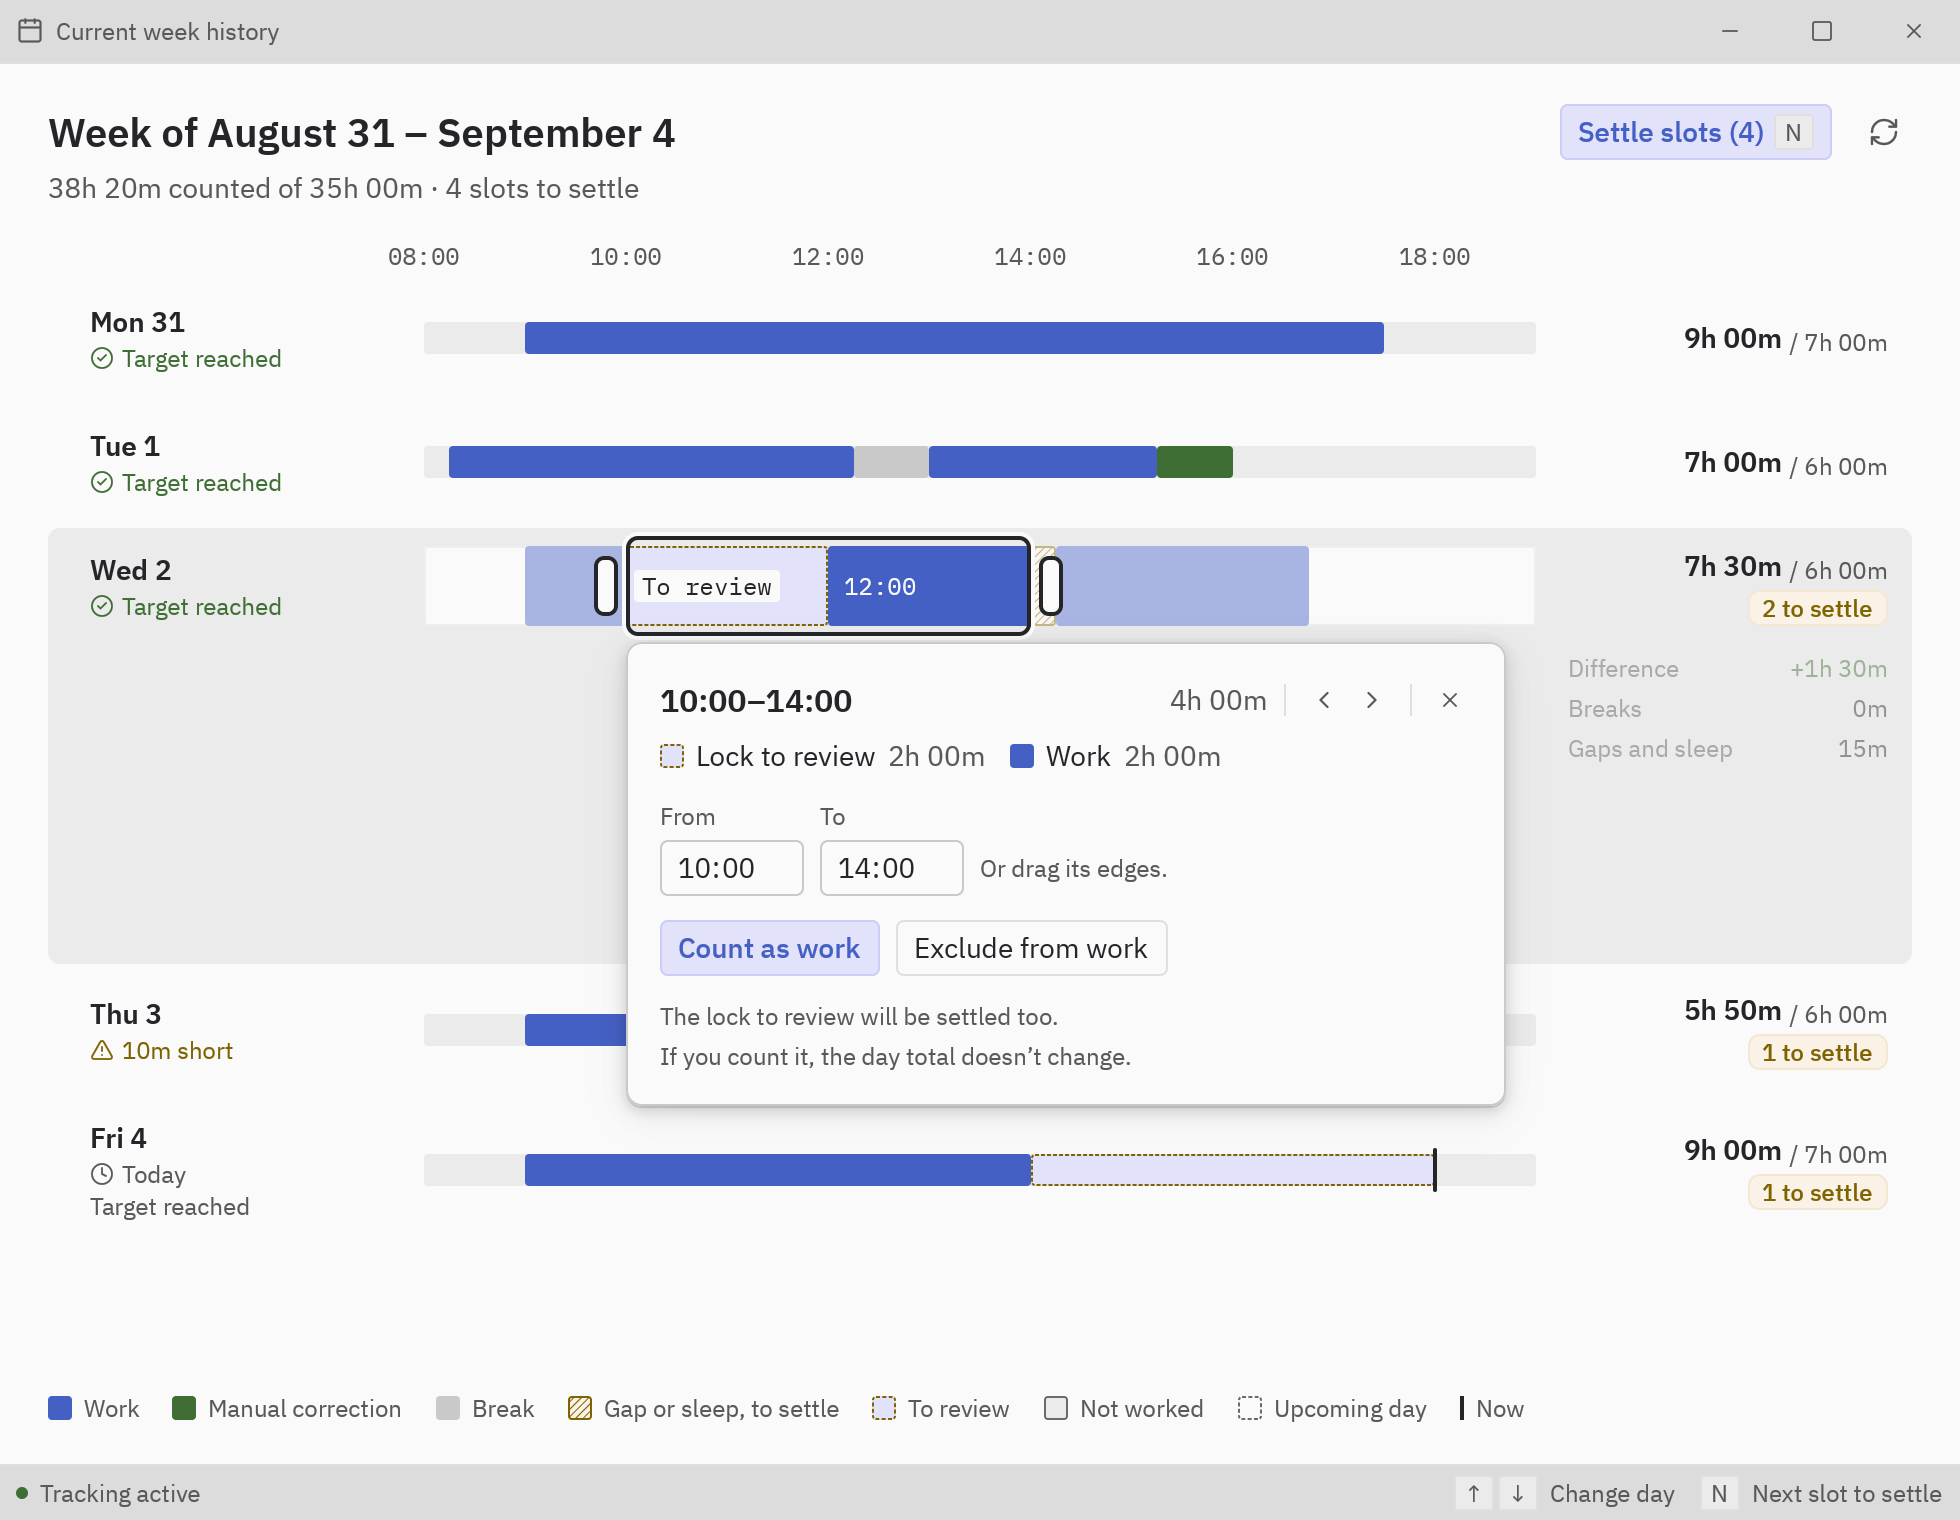 Current week history
Week of August 31 – September 4
Settle slots (4) N
38h 20m counted of 35h 00m · 4 slots to settle
08:00 10:00 12:00 14:00 16:00 18:00
Mon 31
Target reached
9h 00m / 7h 00m
Tue 1
Target reached
7h 00m / 6h 00m
Wed 2
Target reached
To review 12:00
7h 30m / 6h 00m
2 to settle
Difference +1h 30m
Breaks 0m
Gaps and sleep 15m
10:00–14:00 4h 00m
Lock to review 2h 00m Work 2h 00m
From To
10:00 14:00 Or drag its edges.
Count as work Exclude from work
The lock to review will be settled too.
If you count it, the day total doesn’t change.
Thu 3
10m short
5h 50m / 6h 00m
1 to settle
Fri 4
Today
Target reached
9h 00m / 7h 00m
1 to settle
Work Manual correction Break Gap or sleep, to settle To review Not worked Upcoming day Now
Tracking active ↑ ↓ Change day N Next slot to settle